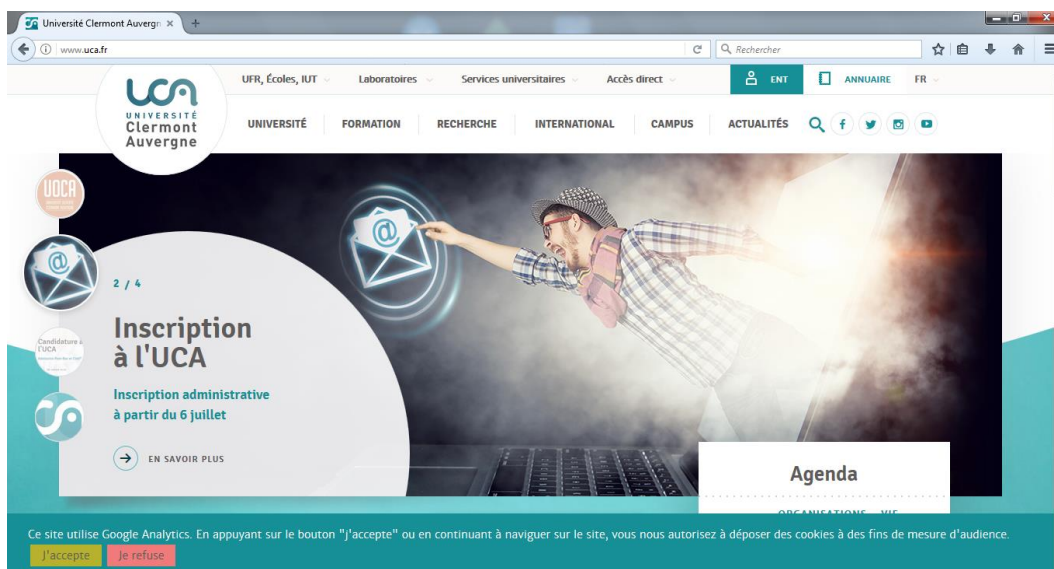 Université Clermont Auvergn
www.uca.fr
Rechercher
UFR, Écoles, IUT
Laboratoires
Services universitaires
Accès direct
ENT
ANNUAIRE
FR
uca
UNIVERSITÉ
Clermont
Auvergne
UNIVERSITÉ
FORMATION
RECHERCHE
INTERNATIONAL
CAMPUS
ACTUALITÉS
UOCA
@
@
2 / 4
Inscription
à l'UCA
Candidature à
l'UCA
Inscription administrative
à partir du 6 juillet
EN SAVOIR PLUS
Agenda
Ce site utilise Google Analytics. En appuyant sur le bouton "J'accepte" ou en continuant à naviguer sur le site, vous nous autorisez à déposer des cookies à des fins de mesure d'audience.
J'accepte
Je refuse